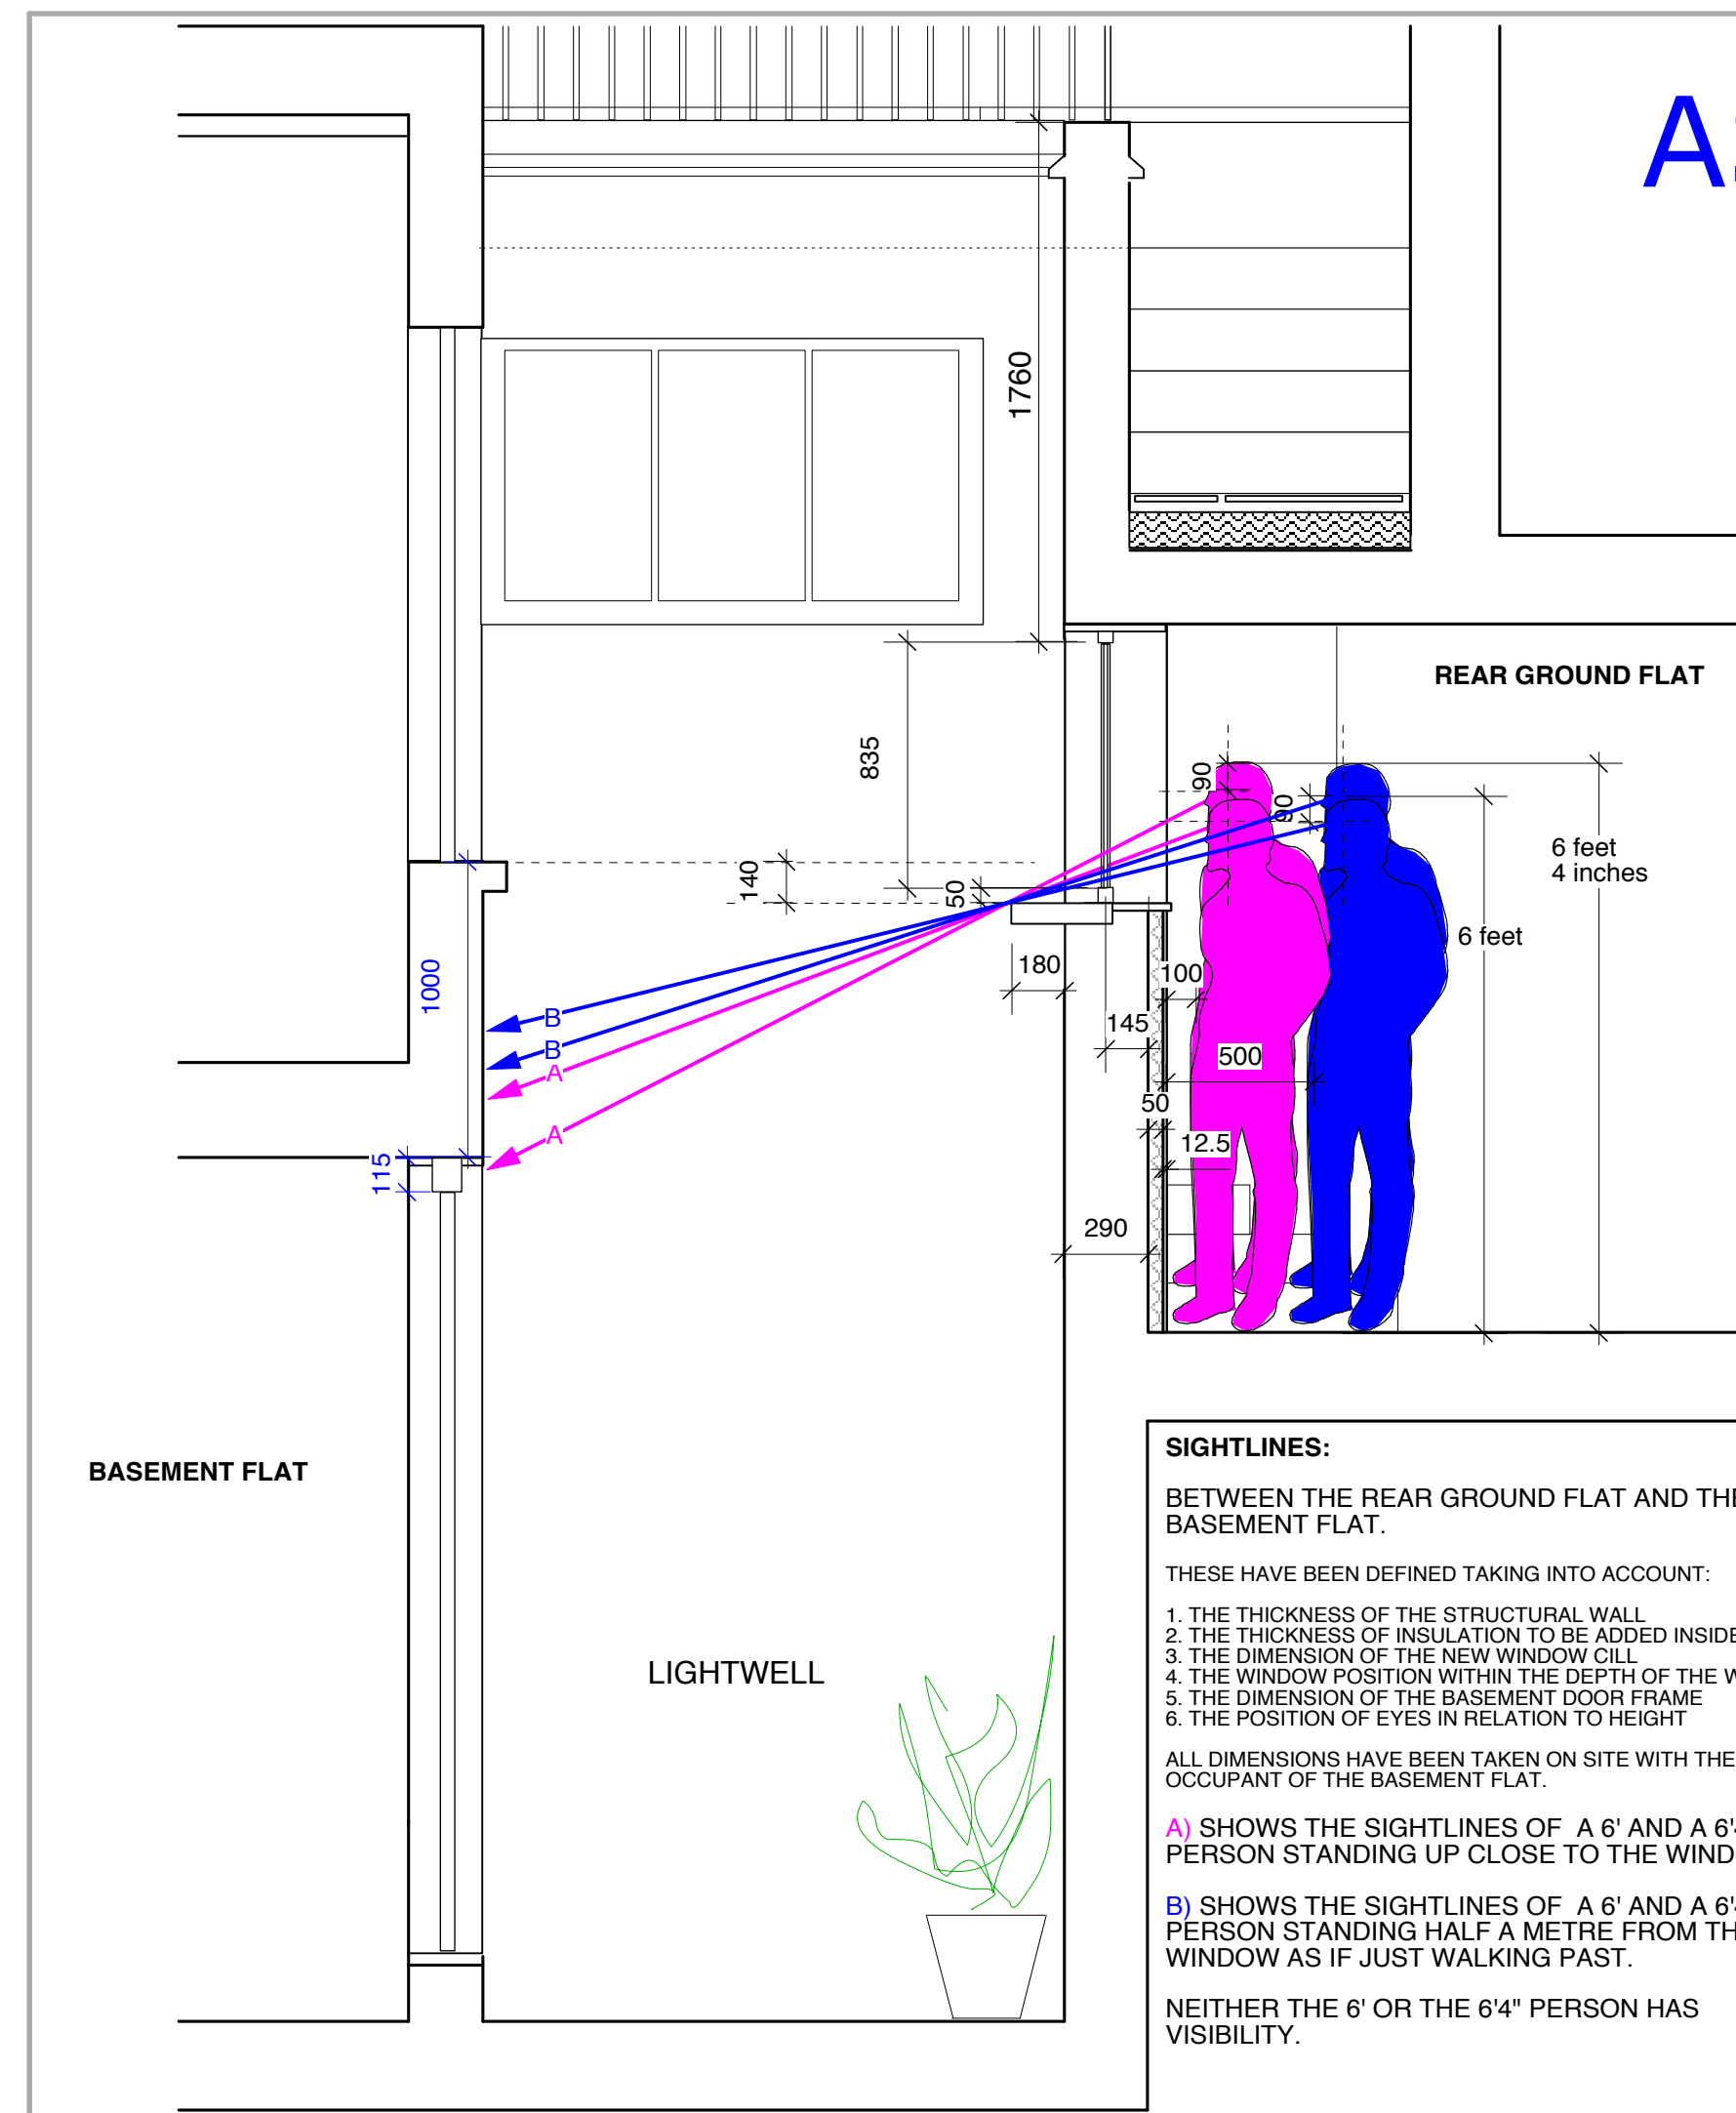 1760
REAR GROUND FLAT
835
90
90
6 feet
4 inches
6 feet
140
50
1000
180
100
145
500
50
12.5
115
290
B
B
A
A
BASEMENT FLAT
LIGHTWELL
SIGHTLINES:
BETWEEN THE REAR GROUND FLAT AND THE
BASEMENT FLAT.
THESE HAVE BEEN DEFINED TAKING INTO ACCOUNT:
1. THE THICKNESS OF THE STRUCTURAL WALL
2. THE THICKNESS OF INSULATION TO BE ADDED INSIDE
3. THE DIMENSION OF THE NEW WINDOW CILL
4. THE WINDOW POSITION WITHIN THE DEPTH OF THE
5. THE DIMENSION OF THE BASEMENT DOOR FRAME
6. THE POSITION OF EYES IN RELATION TO HEIGHT
ALL DIMENSIONS HAVE BEEN TAKEN ON SITE WITH THE
OCCUPANT OF THE BASEMENT FLAT.
A) SHOWS THE SIGHTLINES OF A 6' AND A
PERSON STANDING UP CLOSE TO THE
B) SHOWS THE SIGHTLINES OF A 6' AND A
PERSON STANDING HALF A METRE FROM
WINDOW AS IF JUST WALKING PAST.
NEITHER THE 6' OR THE 6'4" PERSON HAS
VISIBILITY.